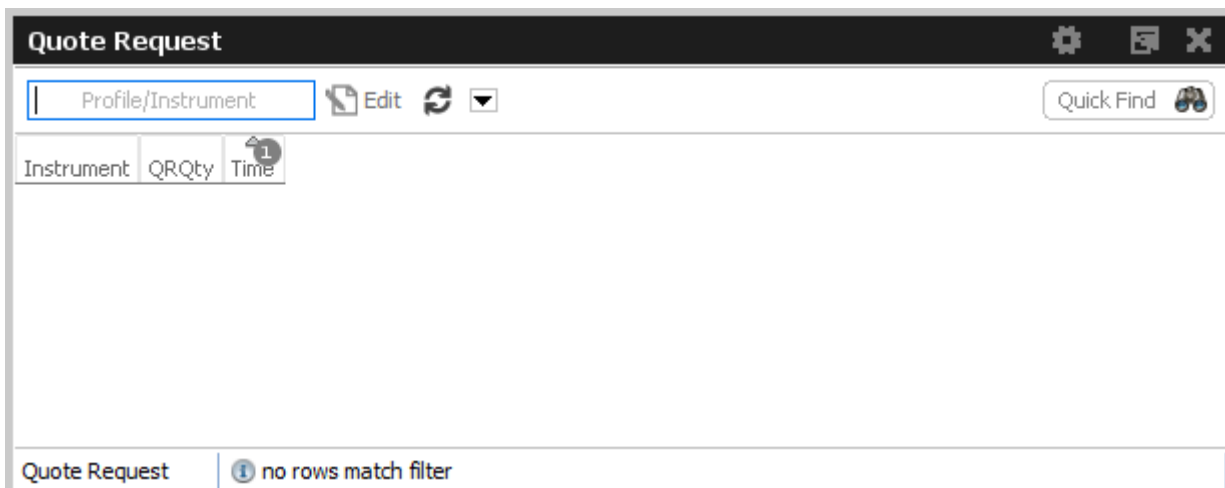 Quote Request
Profile/Instrument Edit Quick Find
Instrument QRQty Time 1
Quote Request no rows match filter